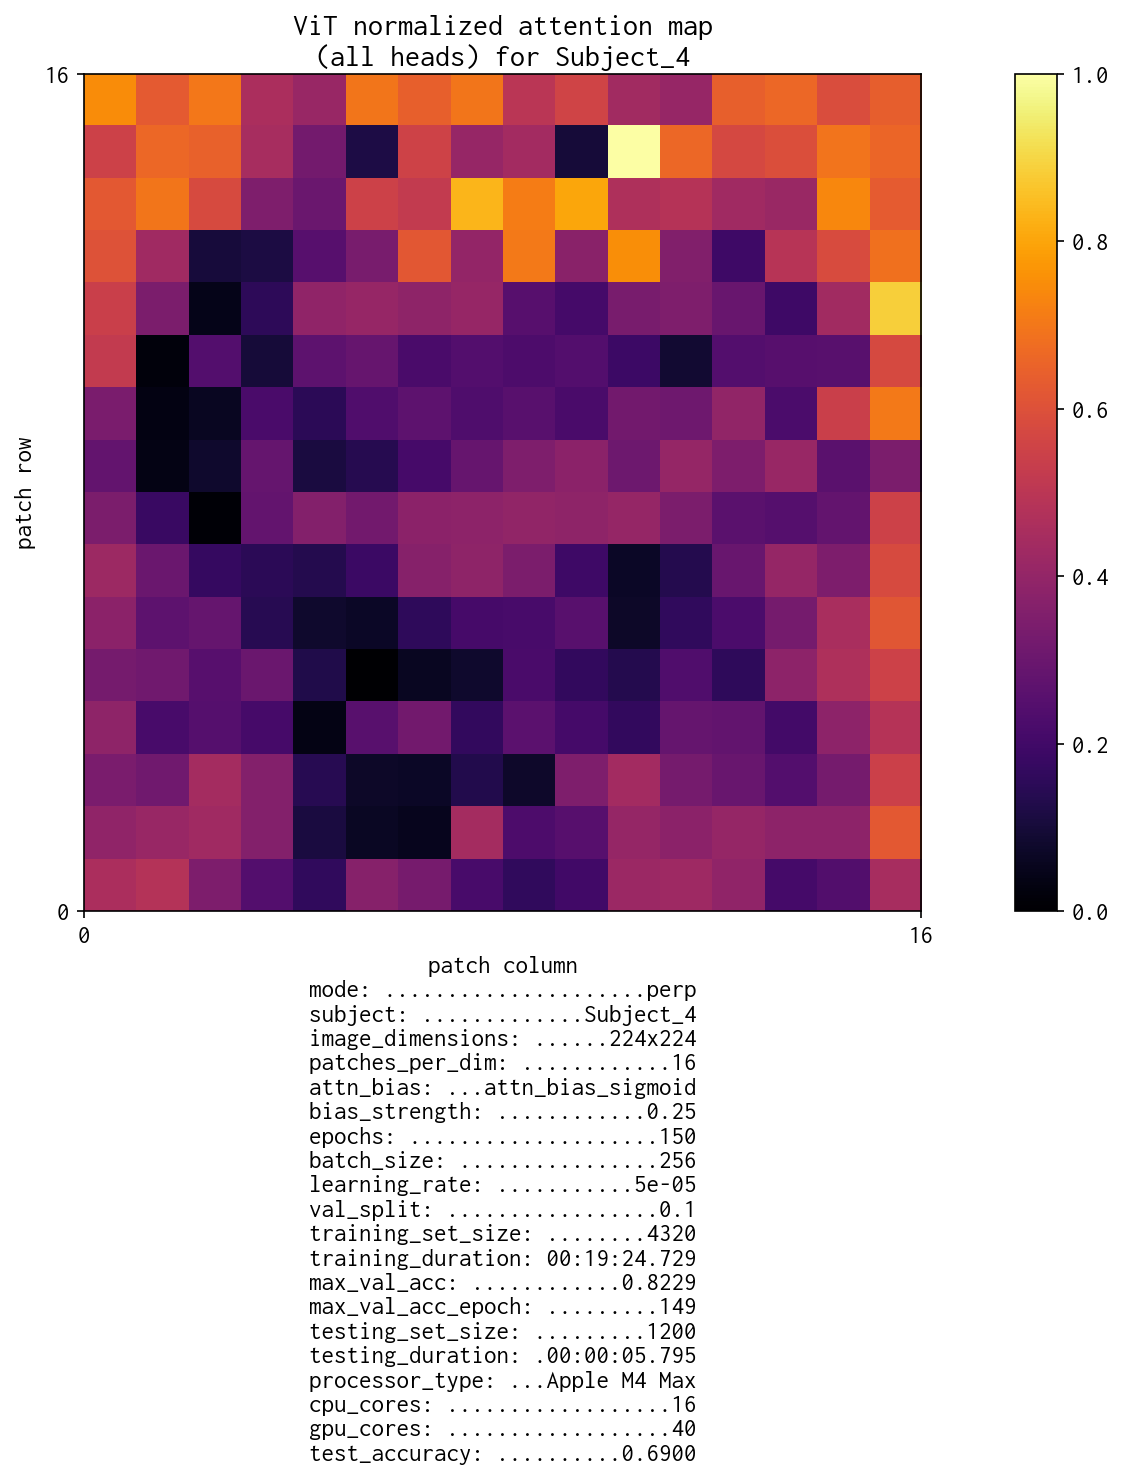 ViT normalized attention map
(all heads) for Subject_4
16
1.0
0.8
0.6
0.4
0.2
0.0
patch row
0
0
16
patch column
mode: .....................perp
subject: .............Subject_4
image_dimensions: ......224x224
patches_per_dim: ............16
attn_bias: ...attn_bias_sigmoid
bias_strength: ............0.25
epochs: ....................150
batch_size: ................256
learning_rate: ...........5e-05
val_split: .................0.1
training_set_size: ........4320
training_duration: 00:19:24.729
max_val_acc: ............0.8229
max_val_acc_epoch: .........149
testing_set_size: .........1200
testing_duration: .00:00:05.795
processor_type: ...Apple M4 Max
cpu_cores: ..................16
gpu_cores: ..................40
test_accuracy: ..........0.6900